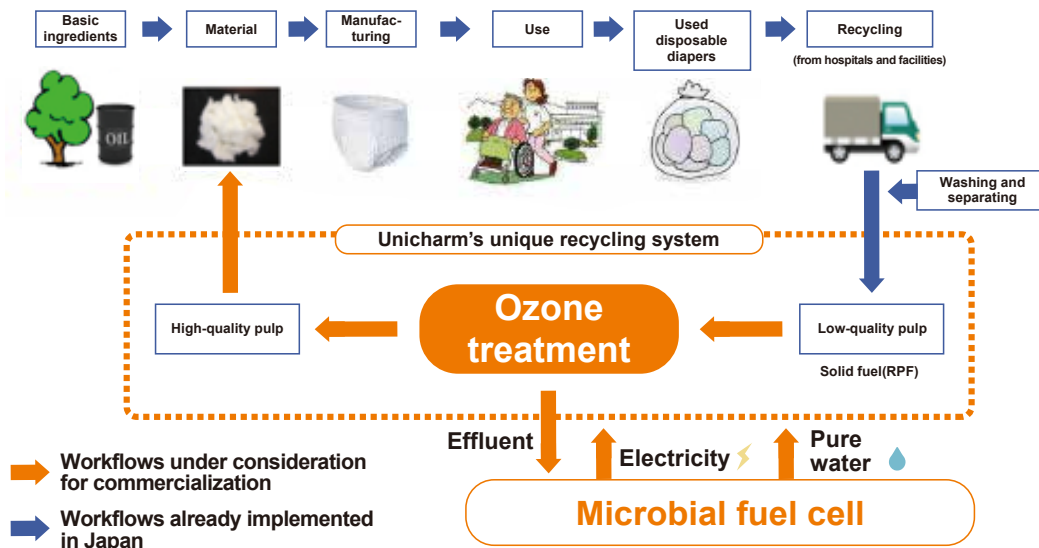 Basic
ingredients
Material
Manufac-
turing
Use
Used
disposable
diapers
Recycling
(from hospitals and facilities)
OIL
Washing and
separating
Unicharm's unique recycling system
High-quality pulp
Ozone
treatment
Low-quality pulp
Solid fuel(RPF)
Effluent
Electricity
Pure
water
Microbial fuel cell
Workflows under consideration
for commercialization
Workflows already implemented
in Japan